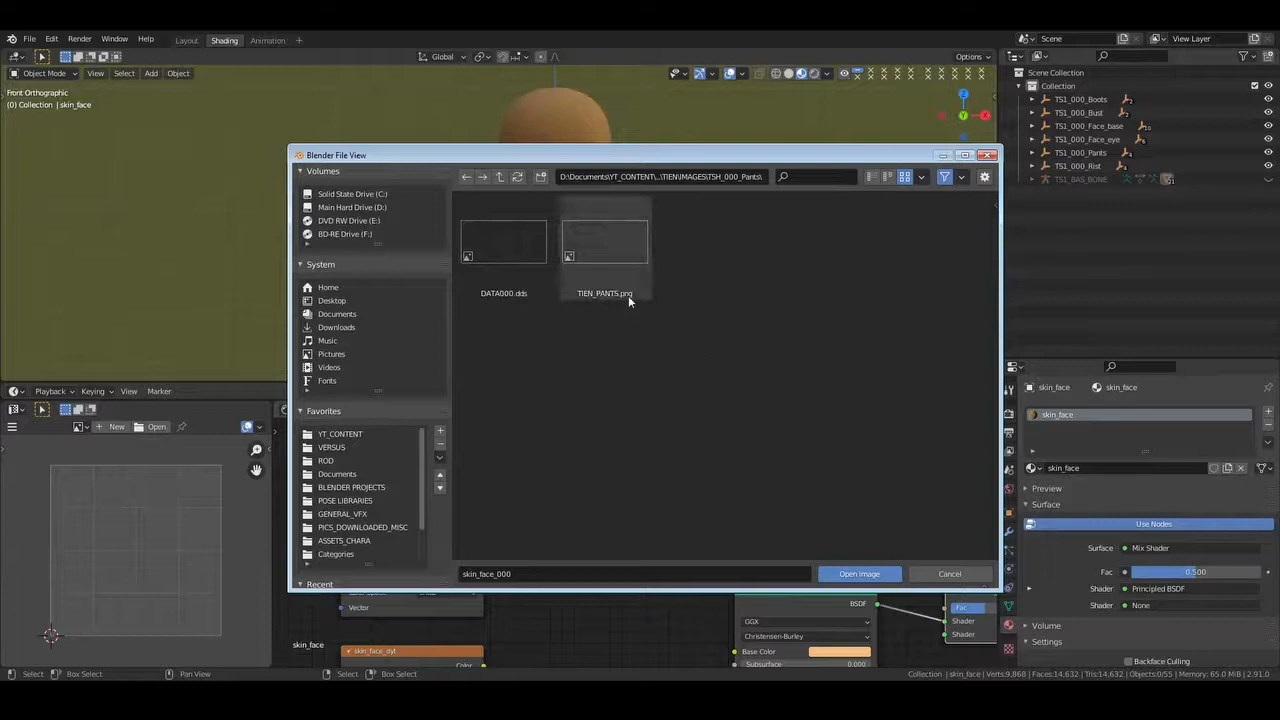 File Edit Render Window Help Layout Shading Animation + Scene View Layer
Global Options
Object Mode View Select Add Object
Front Orthographic
(0) Collection | skin_face
Z
X
Y
Scene Collection
Collection
TS1_000_Boots
TS1_000_Bust
TS1_000_Face_base
TS1_000_Face_eye
TS1_000_Pants
TS1_000_Rist
TS1_BAS_BONE
Blender File View
Volumes
Solid State Drive (C:)
Main Hard Drive (D:)
DVD RW Drive (E:)
BD-RE Drive (F:)
System
Home
Desktop
Documents
Downloads
Music
Pictures
Videos
Fonts
Favorites
YT_CONTENT
VERSUS
ROD
Documents
BLENDER PROJECTS
POSE LIBRARIES
GENERAL_VFX
PICS_DOWNLOADED_MISC
ASSETS_CHARA
Categories
Recent
D:\Documents\YT_CONTENT\...\TIEN\IMAGES\TSH_000_Pants\
DATA000.dds
TIEN_PANTS.png
skin_face_000
Open Image
Cancel
Playback Keying View Marker
New Open
Vector
skin_face
skin_face_dyt
Color
BSDF
GGX
Christensen-Burley
Base Color
Subsurface 0.000
Fac
Shader
Shader
skin_face skin_face
skin_face
skin_face
Preview
Surface
Use Nodes
Surface Mix Shader
Fac 0.500
Shader Principled BSDF
Shader None
Volume
Settings
Backface Culling
Select Box Select Pan View Select Box Select
Collection | skin_face | Verts:9,868 | Faces:14,632 | Tris:14,632 | Objects:0/55 | Memory: 65.0 MiB | 2.91.0